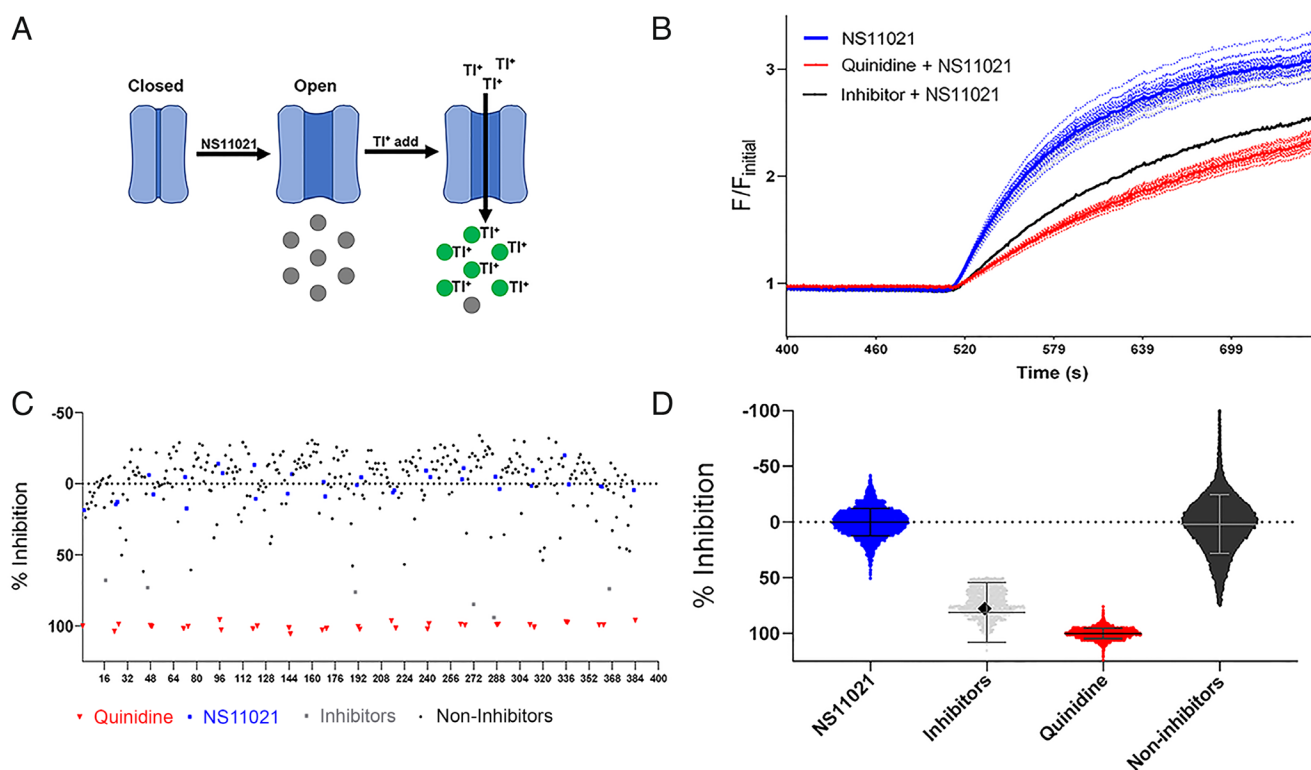 A
Closed
Open
Tl⁺ Tl⁺
Tl⁺
NS11021
Tl⁺ add
Tl⁺
Tl⁺ Tl⁺
Tl⁺
Tl⁺ Tl⁺
B
NS11021
Quinidine + NS11021
Inhibitor + NS11021
F/Finitial
3
2
1
400 460 520 579 639 699
Time (s)
C
% Inhibition
-50
0
50
100
16 32 48 64 80 96 112 128 144 160 176 192 208 224 240 256 272 288 304 320 336 352 368 384 400
Quinidine NS11021 Inhibitors Non-Inhibitors
D
% Inhibition
-100
-50
0
50
100
NS11021
Inhibitors
Quinidine
Non-inhibitors